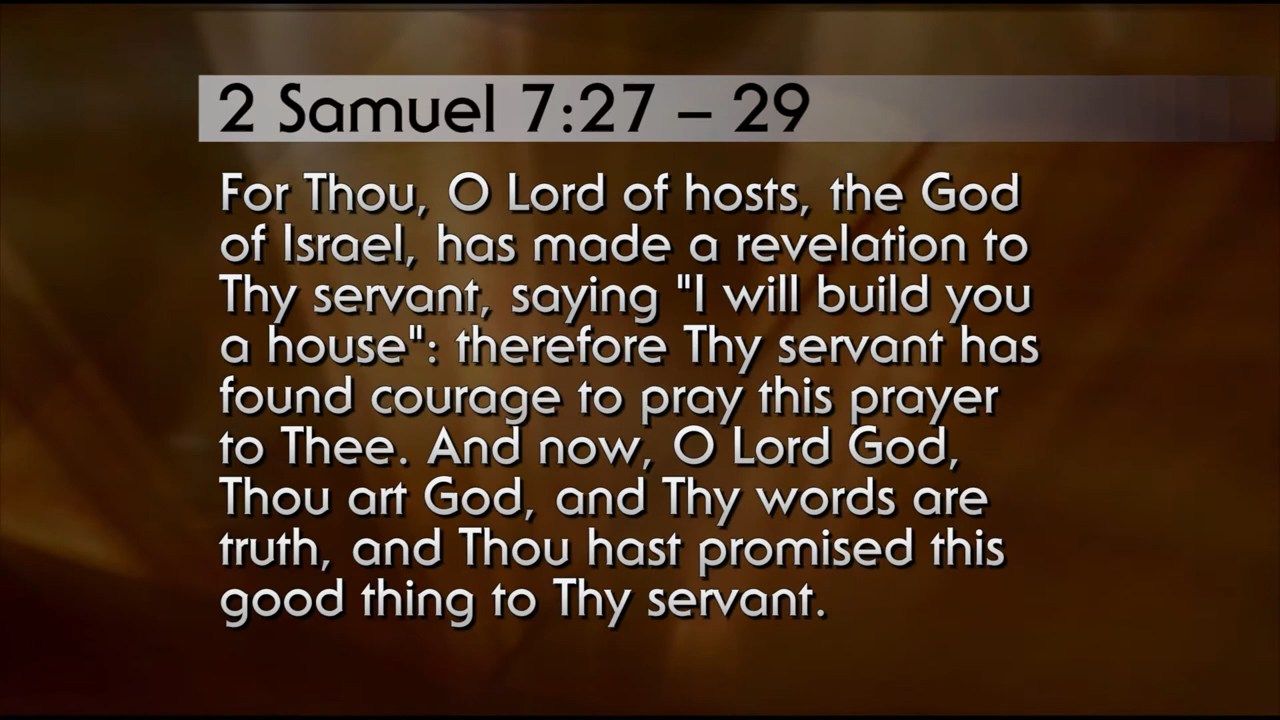 2 Samuel 7:27 – 29
For Thou, O Lord of hosts, the God
of Israel, has made a revelation to
Thy servant, saying "I will build you
a house": therefore Thy servant has
found courage to pray this prayer
to Thee. And now, O Lord God,
Thou art God, and Thy words are
truth, and Thou hast promised this
good thing to Thy servant.